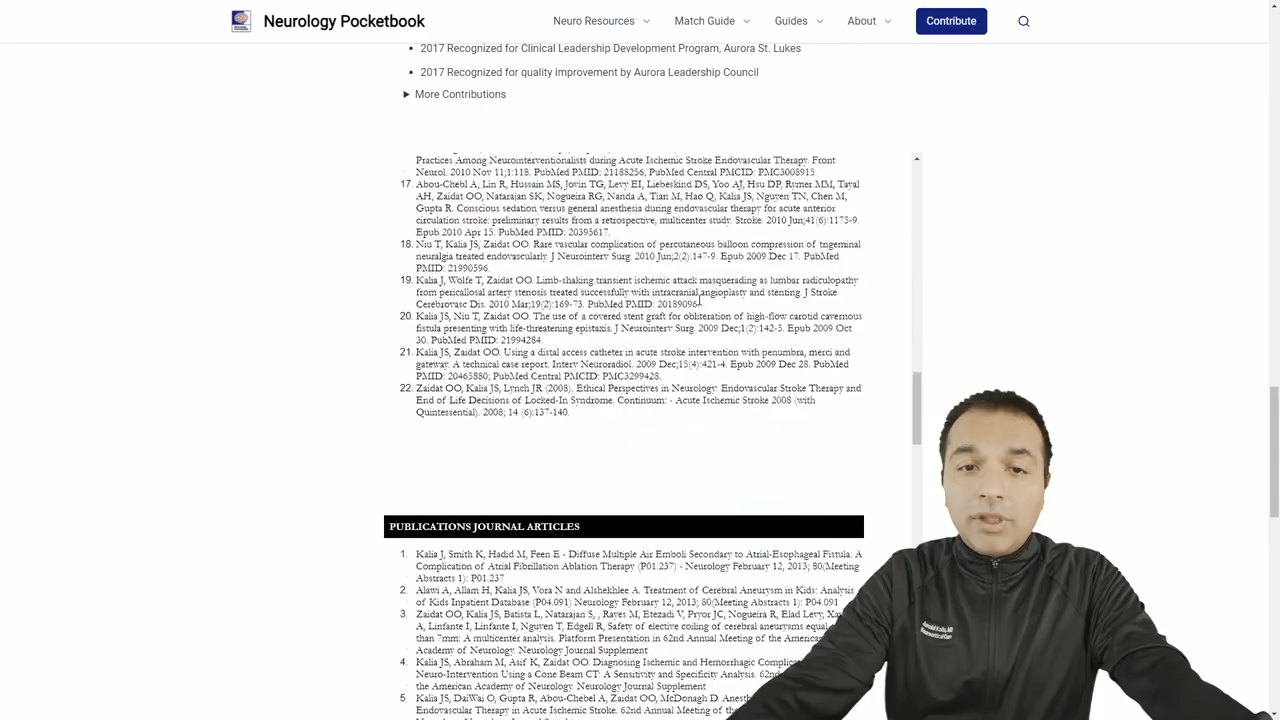 Neurology Pocketbook
Neuro Resources
Match Guide
Guides
About
Contribute
• 2017 Recognized for Clinical Leadership Development Program, Aurora St. Lukes
• 2017 Recognized for quality improvement by Aurora Leadership Council
More Contributions
Practices Among Neurointerventionalists during Acute Ischemic Stroke Endovascular Therapy. Front
Neurol. 2010 Nov 11;1:118. PubMed PMID: 21188256; PubMed Central PMCID: PMC3008915.
17. Abou-Chebl A, Lin R, Hussain MS, Jovin TG, Levy EI, Liebeskind DS, Yoo AJ, Hsu DP, Rymer MM, Tayal
AH, Zaidat OO, Natarajan SK, Nogueira RG, Nanda A, Tian M, Hao Q, Kalia JS, Nguyen TN, Chen M,
Gupta R. Conscious sedation versus general anesthesia during endovascular therapy for acute anterior
circulation stroke: preliminary results from a retrospective, multicenter study. Stroke. 2010 Jun;41(6):1175-9.
Epub 2010 Apr 15. PubMed PMID: 20395617.
18. Niu T, Kalia JS, Zaidat OO. Rare vascular complication of percutaneous balloon compression of trigeminal
neuralgia treated endovascularly. J Neurointerv Surg. 2010 Jun;2(2):147-9. Epub 2009 Dec 17. PubMed
PMID: 21990596.
19. Kalia J, Wolfe T, Zaidat OO. Limb-shaking transient ischemic attack masquerading as lumbar radiculopathy
from pericallosal artery stenosis treated successfully with intracranial angioplasty and stenting. J Stroke
Cerebrovasc Dis. 2010 Mar;19(2):169-73. PubMed PMID: 20189096.
20. Kalia JS, Niu T, Zaidat OO. The use of a covered stent graft for obliteration of high-flow carotid cavernous
fistula presenting with life-threatening epistaxis. J Neurointerv Surg. 2009 Dec;1(2):142-5. Epub 2009 Oct
30. PubMed PMID: 21994284.
21. Kalia JS, Zaidat OO. Using a distal access catheter in acute stroke intervention with penumbra, merci and
gateway. A technical case report. Interv Neuroradiol. 2009 Dec;15(4):421-4. Epub 2009 Dec 28. PubMed
PMID: 20465880; PubMed Central PMCID: PMC3299428.
22. Zaidat OO, Kalia JS, Lynch JR (2008). Ethical Perspectives in Neurology: Endovascular Stroke Therapy and
End of Life Decisions of Locked-In Syndrome. Continuum: - Acute Ischemic Stroke 2008 (with
Quintessential). 2008; 14 (6):137-140.
PUBLICATIONS JOURNAL ARTICLES
1. Kalia J, Smith K, Hadid M, Feen E - Diffuse Multiple Air Emboli Secondary to Atrial-Esophageal Fistula: A
Complication of Atrial Fibrillation Ablation Therapy (P01.237) - Neurology February 12, 2013; 80(Meeting
Abstracts 1): P01.237
2. Alawi A, Allam H, Kalia JS, Vora N and Alshekhlee A. Treatment of Cerebral Aneurysm in Kids: Analysis
of Kids Inpatient Database (P04.091) Neurology February 12, 2013; 80(Meeting Abstracts 1): P04.091
3. Zaidat OO, Kalia JS, Batista L, Natarajan S, , Rayes M, Etezadi V, Pryor JC, Nogueira R, Elad Levy,
A, Linfante I, Linfante I, Nguyen T, Edgell R, Safety of elective coiling of cerebral aneurysms equal
than 7mm: A multicenter analysis. Platform Presentation in 62nd Annual Meeting of the American
Academy of Neurology. Neurology Journal Supplement
4. Kalia JS, Abraham M, Asif K, Zaidat OO. Diagnosing Ischemic and Hemorrhagic
Neuro-Intervention Using a Cone Beam CT: A Sensitivity and Specificity Analysis.
the American Academy of Neurology Neurology Journal Supplement
5. Kalia JS, DaiWai O, Gupta R, Abou-Chebel A, Zaidat OO, McDonagh D.
Endovascular Therapy in Acute Ischemic Stroke. 62nd Annual Meeting of the